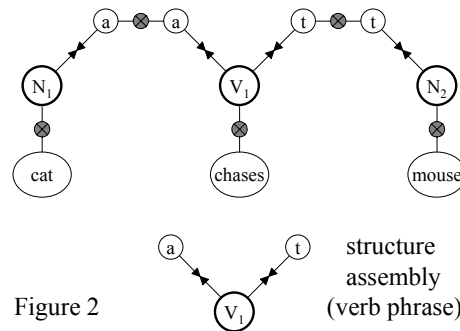 a a t t
N1 V1 N2
cat chases mouse
a t structure
assembly
Figure 2 V1 (verb phrase)